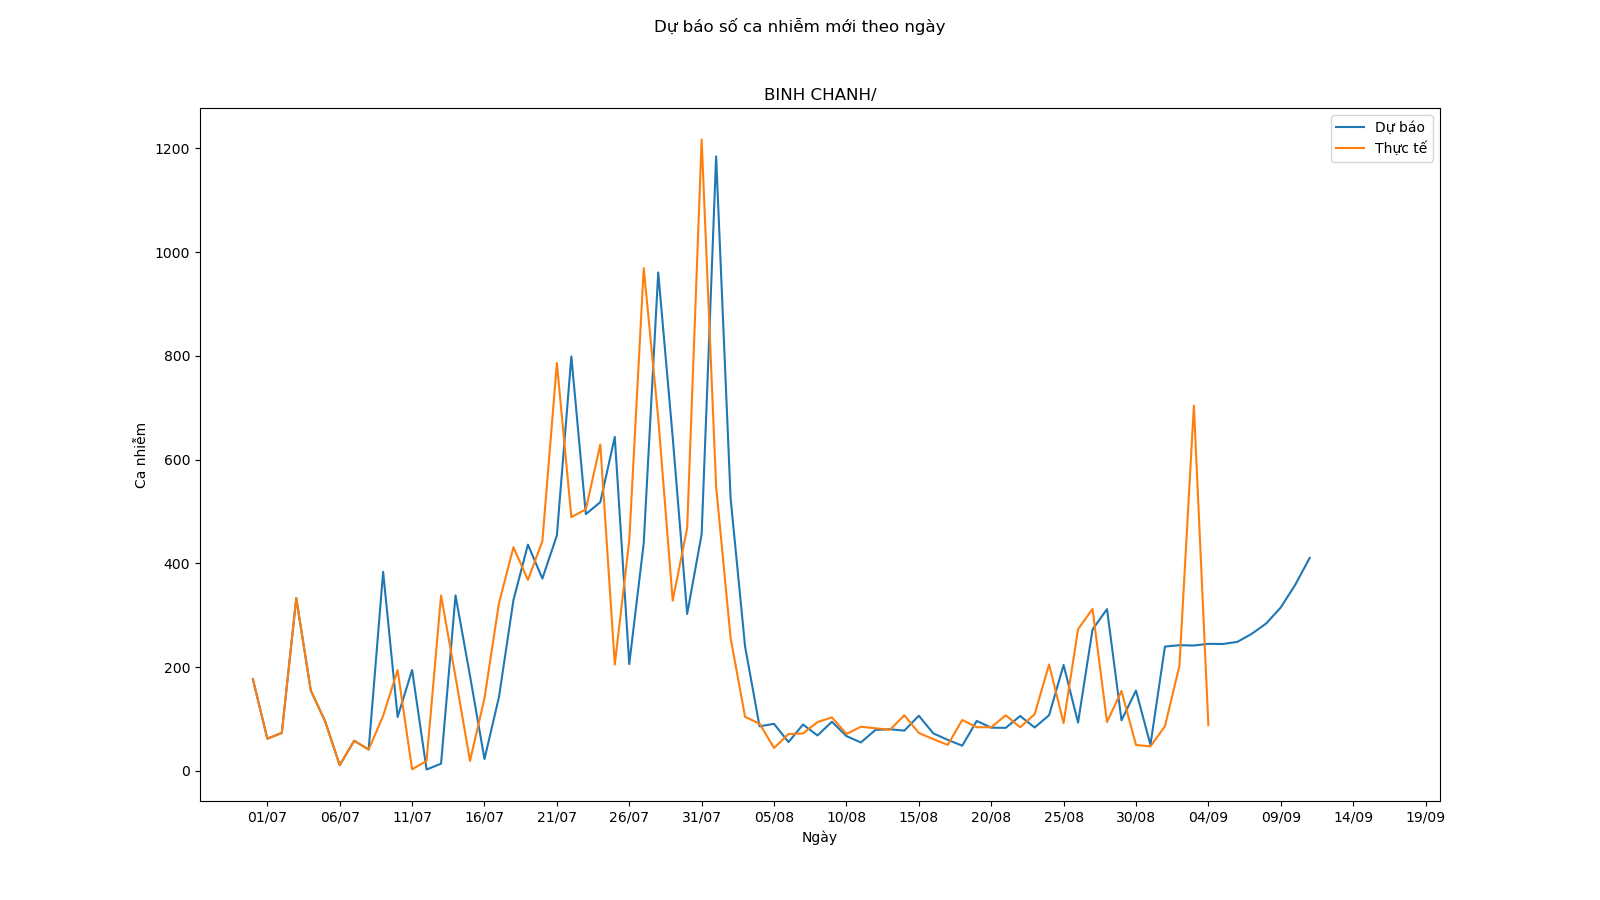 Dự báo số ca nhiễm mới theo ngày
BINH CHANH/
Dự báo
Thực tế
1200
1000
800
600
400
200
0
Ca nhiễm
01/07 06/07 11/07 16/07 21/07 26/07 31/07 05/08 10/08 15/08 20/08 25/08 30/08 04/09 09/09 14/09 19/09
Ngày